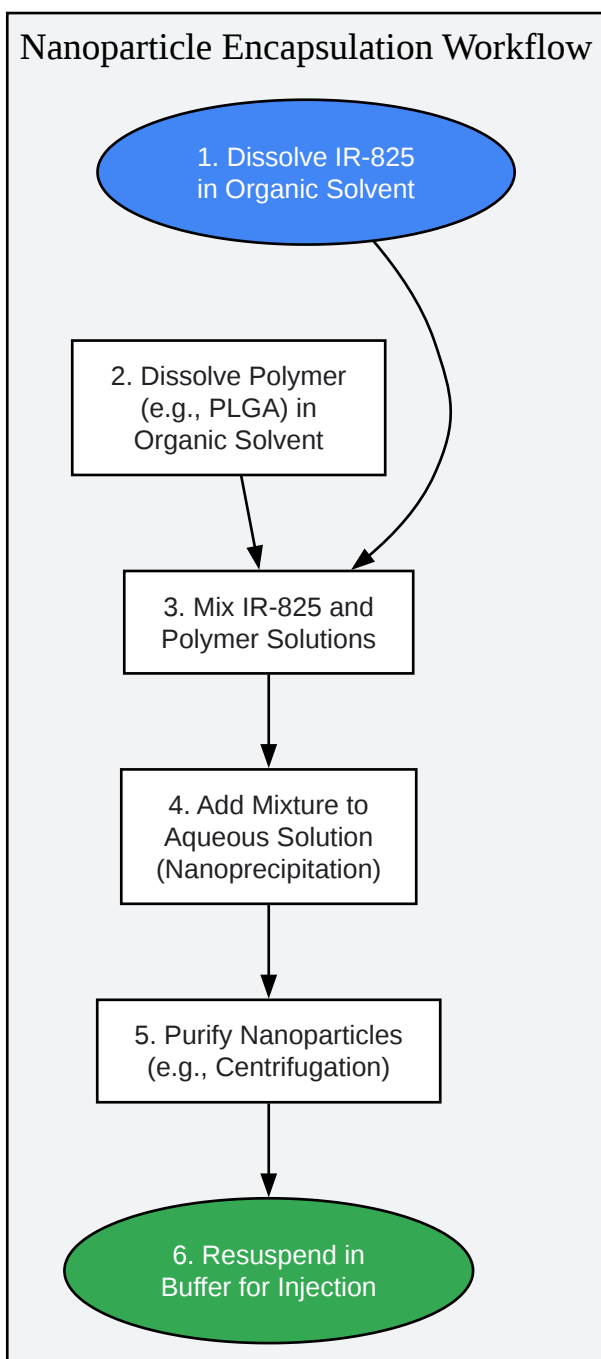 Nanoparticle Encapsulation Workflow
1. Dissolve IR-825
in Organic Solvent
2. Dissolve Polymer
(e.g., PLGA) in
Organic Solvent
3. Mix IR-825 and
Polymer Solutions
4. Add Mixture to
Aqueous Solution
(Nanoprecipitation)
5. Purify Nanoparticles
(e.g., Centrifugation)
6. Resuspend in
Buffer for Injection